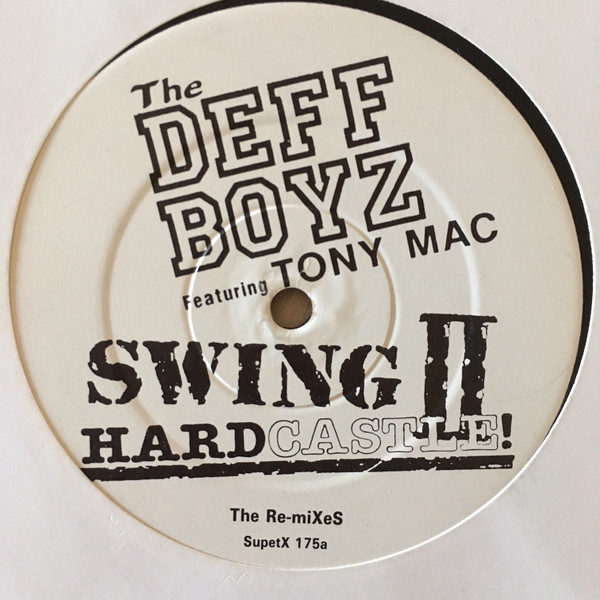 The
DEFF
BOYZ
Featuring TONY MAC
SWING II
HARDCASTLE!
The Re-miXeS
SupetX 175a